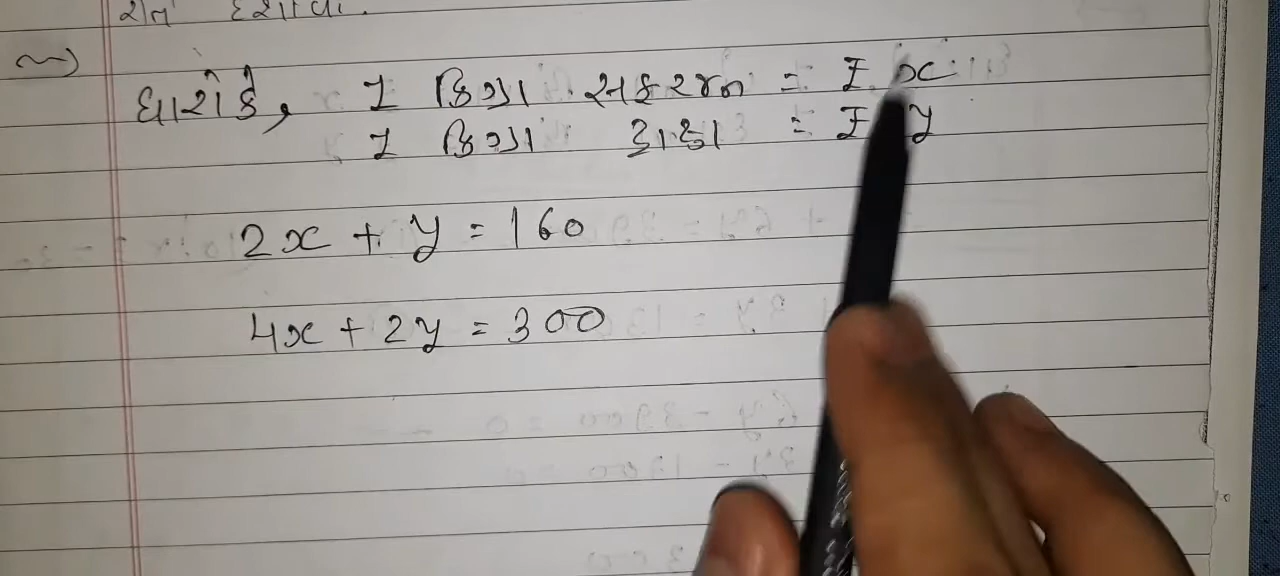 ધારોકે, 1 કિગ્રા સફરજન = ₹ x
1 કિગ્રા દ્રાક્ષ = ₹ y
2x + y = 160
4x + 2y = 300